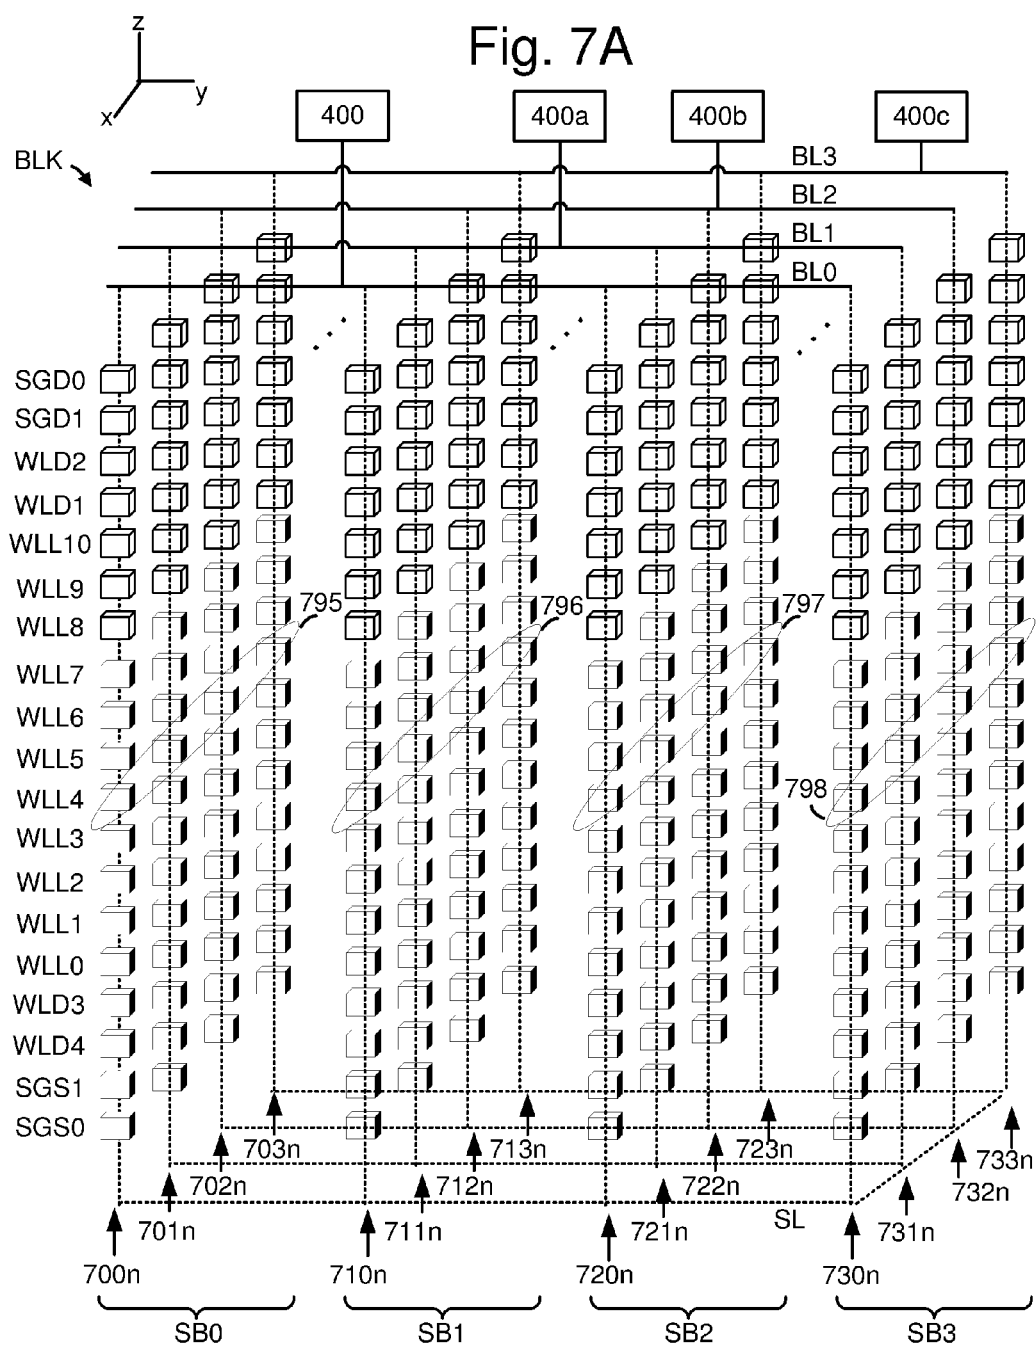 Fig. 7A
z
y
x
400
400a
400b
400c
BLK
BL3
BL2
BL1
BL0
SGD0
SGD1
WLD2
WLD1
WLL10
WLL9
WLL8
WLL7
WLL6
WLL5
WLL4
WLL3
WLL2
WLL1
WLL0
WLD3
WLD4
SGS1
SGS0
795
796
797
798
703n
713n
723n
733n
702n
712n
722n
732n
701n
711n
721n
SL
731n
700n
710n
720n
730n
SB0
SB1
SB2
SB3